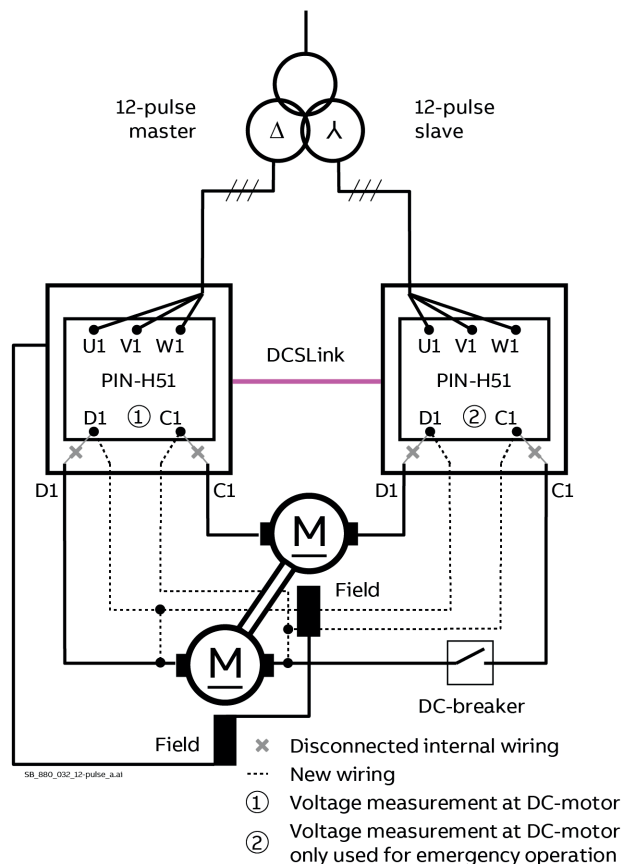 12-pulse
master
12-pulse
slave
Δ
⅄
U1 V1 W1
PIN-H51
D1 ① C1
DCSLink
U1 V1 W1
PIN-H51
D1 ② C1
D1
C1
D1
C1
M
Field
M
DC-breaker
Field
SB_880_032_12-pulse_a.ai
Disconnected internal wiring
New wiring
① Voltage measurement at DC-motor
② Voltage measurement at DC-motor
only used for emergency operation